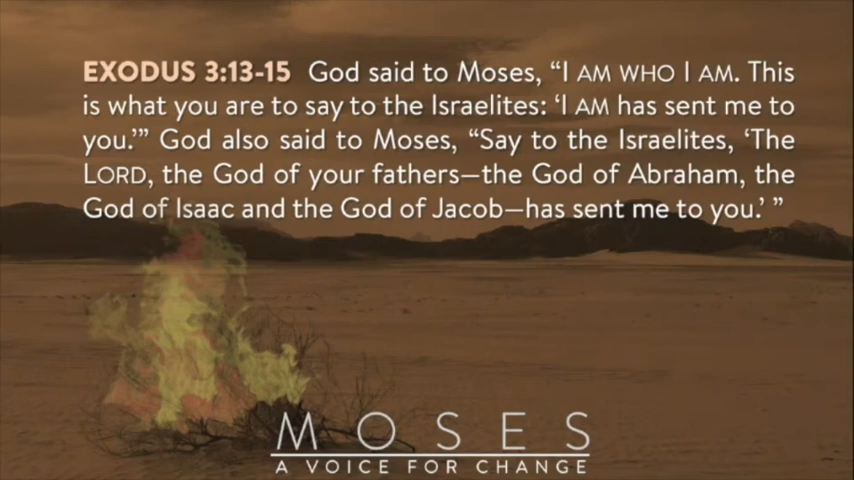 EXODUS 3:13-15 God said to Moses, “I AM WHO I AM. This
is what you are to say to the Israelites: ‘I AM has sent me to
you.’” God also said to Moses, “Say to the Israelites, ‘The
LORD, the God of your fathers—the God of Abraham, the
God of Isaac and the God of Jacob—has sent me to you.’ ”
MOSES
A VOICE FOR CHANGE